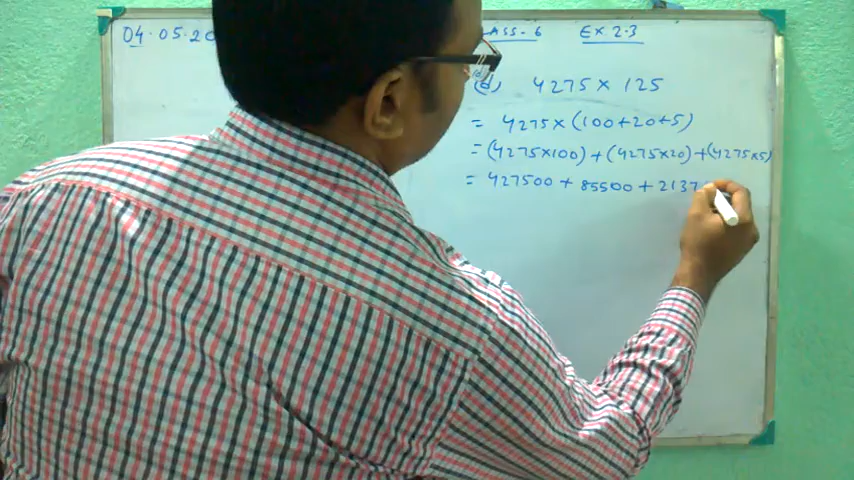 04.05.20
ASS-6 Ex.2.3
(d) 4275 × 125
= 4275×(100+20+5)
= (4275×100) + (4275×20) + (4275×5)
= 427500 + 85500 + 2137